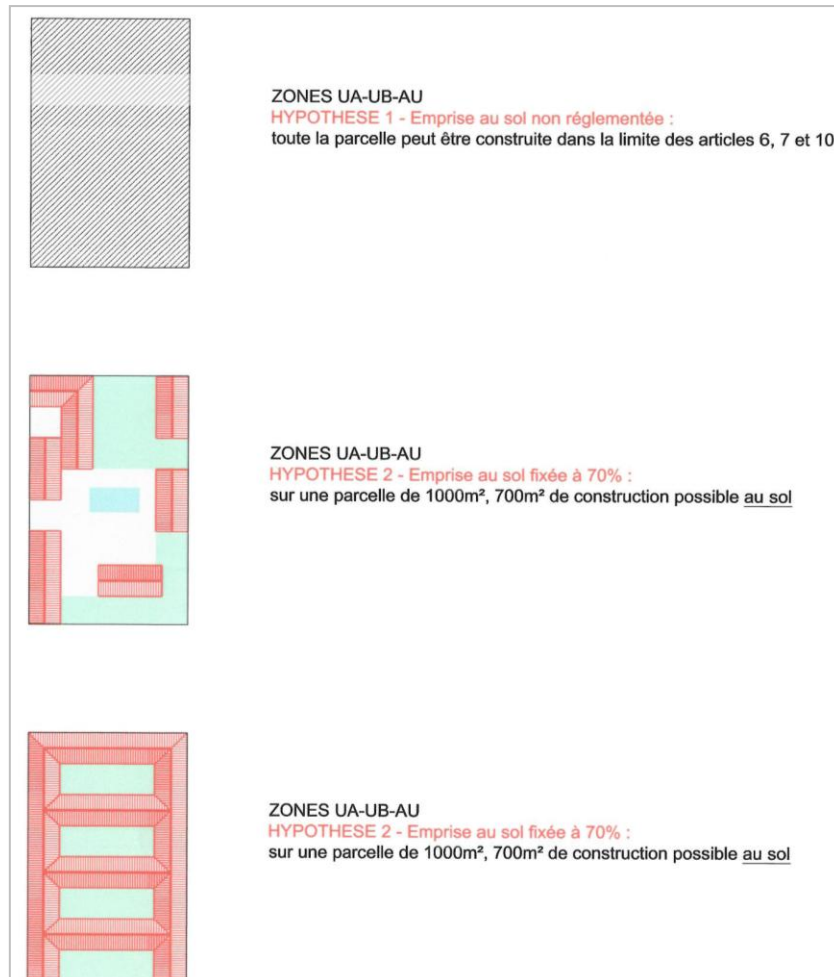 ZONES UA-UB-AU
HYPOTHESE 1 - Emprise au sol non réglementée :
toute la parcelle peut être construite dans la limite des articles 6, 7 et 10
ZONES UA-UB-AU
HYPOTHESE 2 - Emprise au sol fixée à 70% :
sur une parcelle de 1000m², 700m² de construction possible au sol
ZONES UA-UB-AU
HYPOTHESE 2 - Emprise au sol fixée à 70% :
sur une parcelle de 1000m², 700m² de construction possible au sol